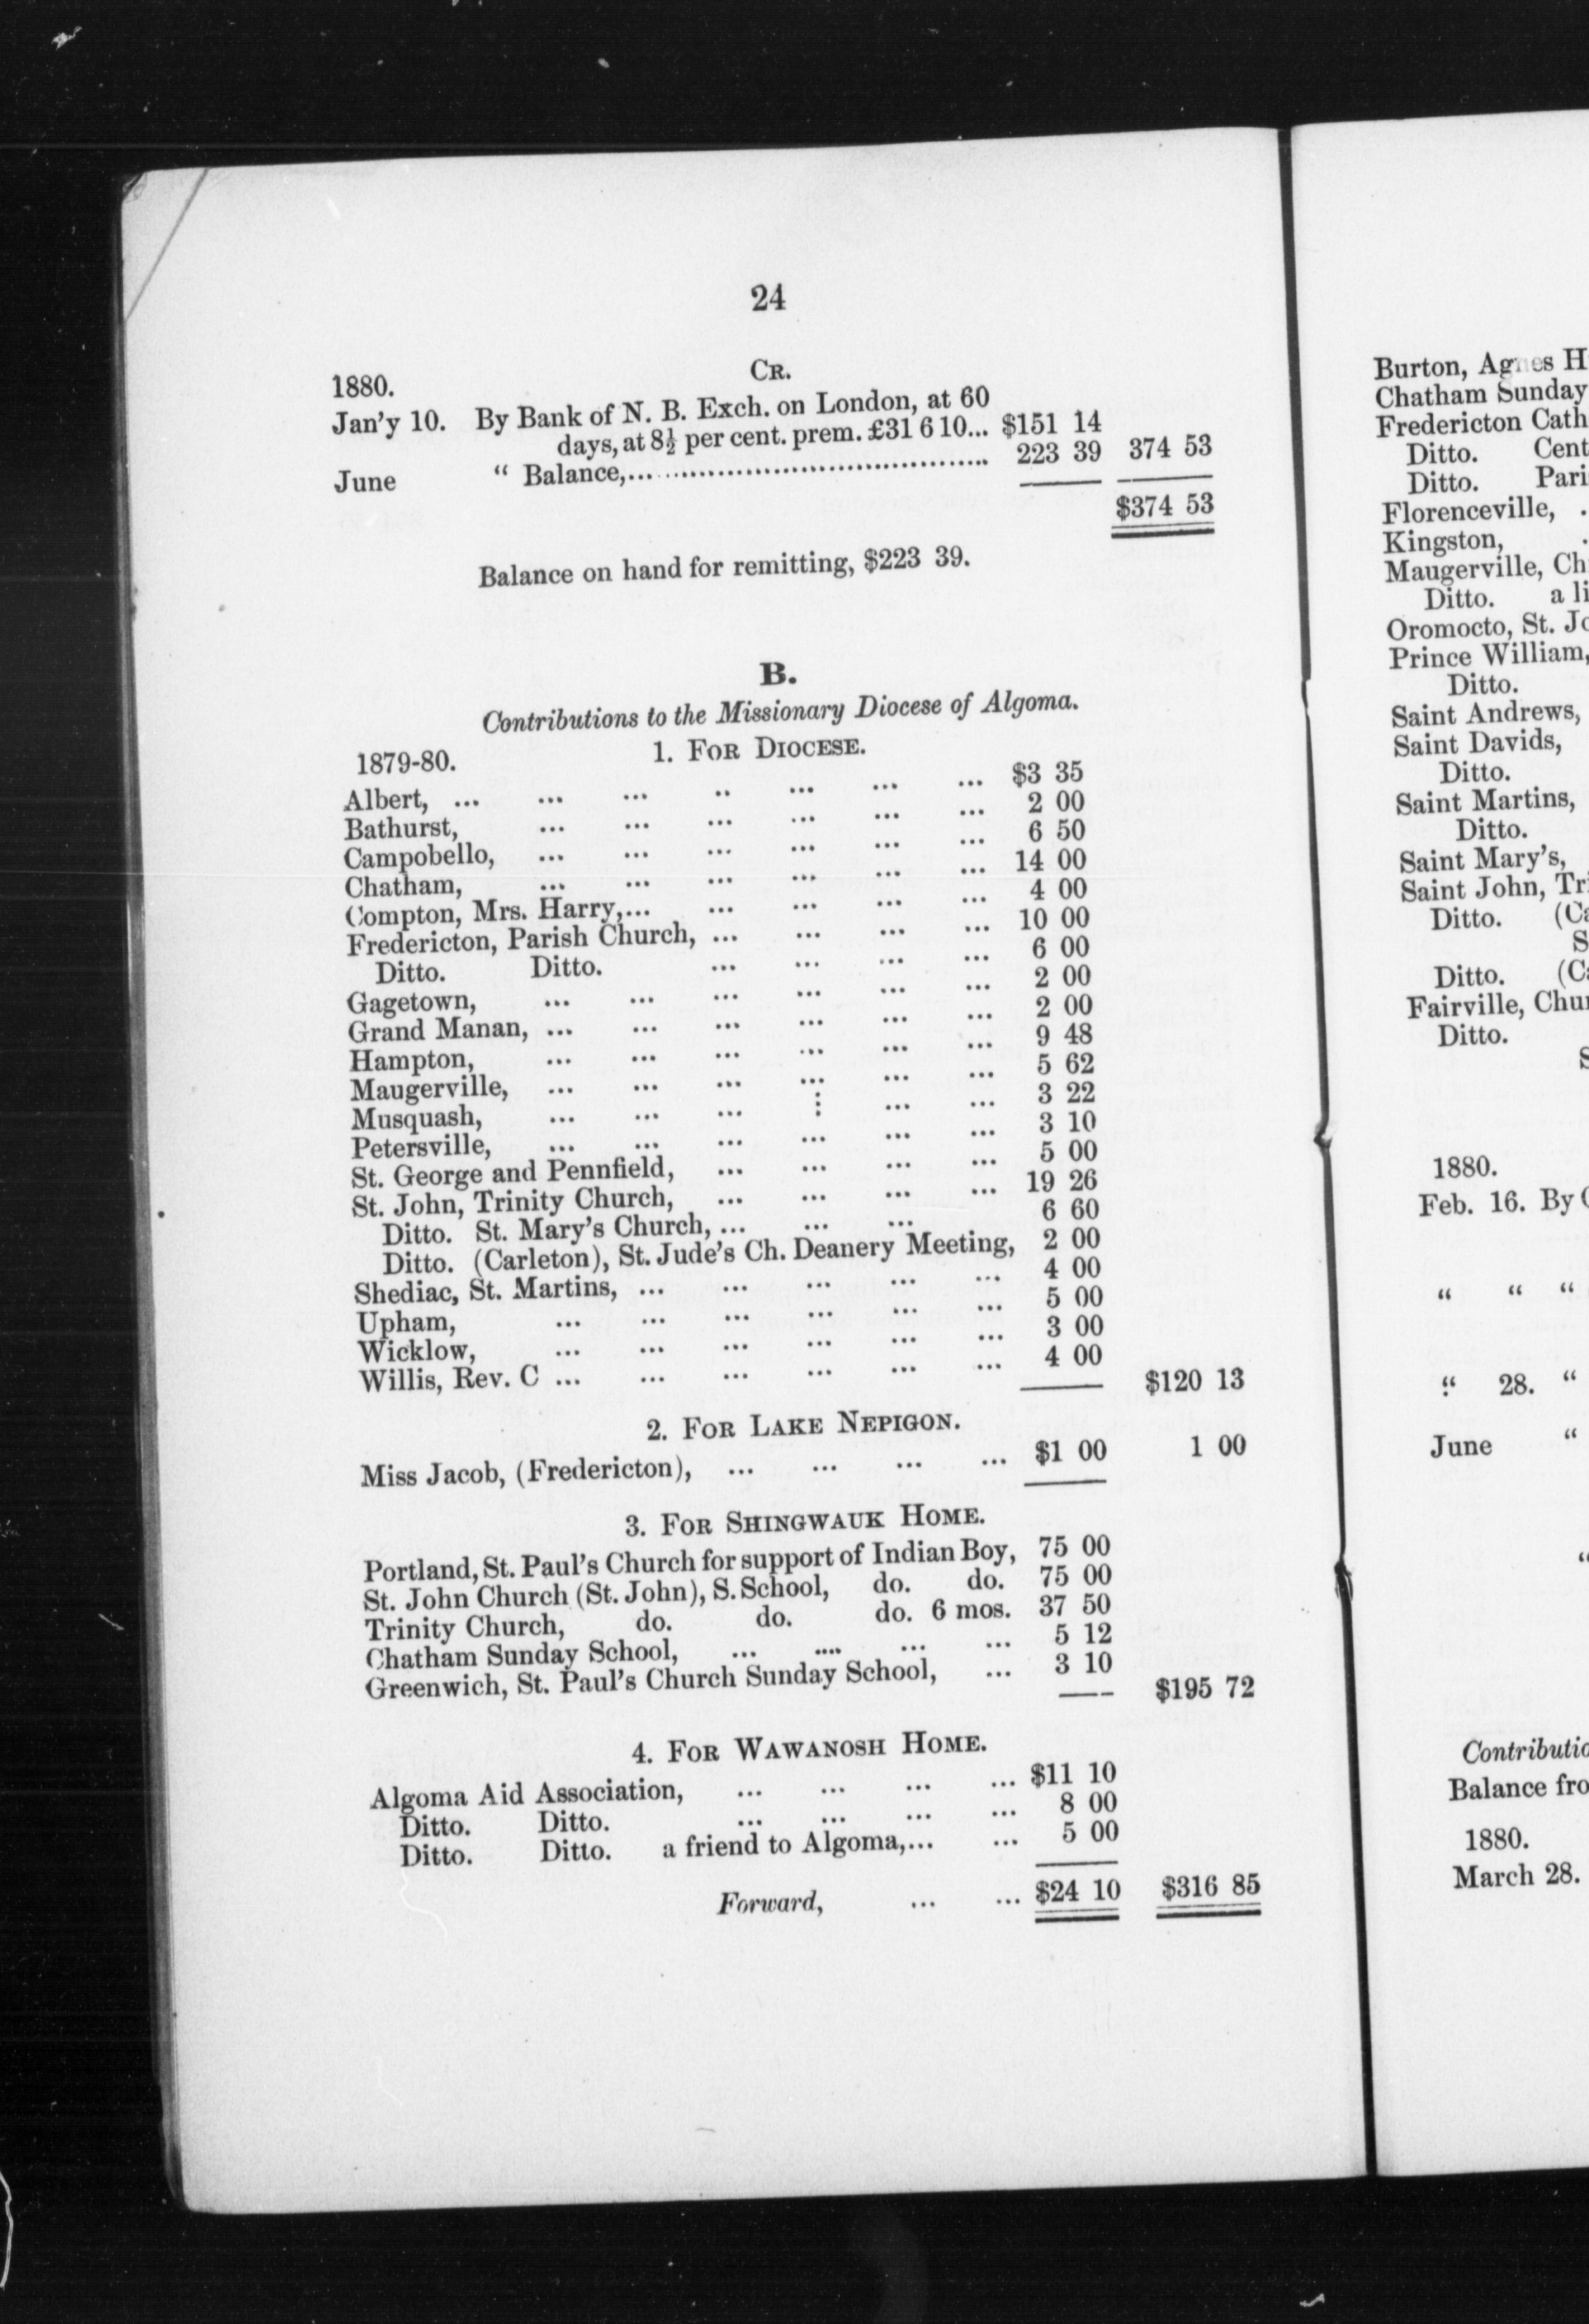 24
CR.
1880.
Jan'y 10. By Bank of N. B. Exch. on London, at 60
days, at 8½ per cent. prem. £31 6 10... $151 14
June “ Balance,........................................ 223 39 374 53
$374 53
Balance on hand for remitting, $223 39.
B.
Contributions to the Missionary Diocese of Algoma.
1879-80. 1. FOR DIOCESE.
Albert, ... ... ... .. ... ... ... $3 35
Bathurst, ... ... ... ... ... ... 2 00
Campobello, ... ... ... ... ... ... 6 50
Chatham, ... ... ... ... ... ... 14 00
Compton, Mrs. Harry,... ... ... ... ... 4 00
Fredericton, Parish Church, ... ... ... ... 10 00
Ditto. Ditto. ... ... ... ... 6 00
Gagetown, ... ... ... ... ... ... 2 00
Grand Manan, ... ... ... ... ... ... 2 00
Hampton, ... ... ... ... ... ... 9 48
Maugerville, ... ... ... ... ... ... 5 62
Musquash, ... ... ... ... ... ... 3 22
Petersville, ... ... ... ... ... ... 3 10
St. George and Pennfield, ... ... ... ... 5 00
St. John, Trinity Church, ... ... ... ... 19 26
Ditto. St. Mary's Church, ... ... ... 6 60
Ditto. (Carleton), St. Jude's Ch. Deanery Meeting, 2 00
Shediac, St. Martins, ... ... ... ... ... 4 00
Upham, ... ... ... ... ... ... 5 00
Wicklow, ... ... ... ... ... ... 3 00
Willis, Rev. C ... ... ... ... ... ... 4 00
$120 13
2. FOR LAKE NEPIGON.
Miss Jacob, (Fredericton), ... ... ... ... $1 00 1 00
3. FOR SHINGWAUK HOME.
Portland, St. Paul's Church for support of Indian Boy, 75 00
St. John Church (St. John), S. School, do. do. 75 00
Trinity Church, do. do. do. 6 mos. 37 50
Chatham Sunday School, ... .... ... ... 5 12
Greenwich, St. Paul's Church Sunday School, ... 3 10
$195 72
4. FOR WAWANOSH HOME.
Algoma Aid Association, ... ... ... ... $11 10
Ditto. Ditto. ... ... ... ... 8 00
Ditto. Ditto. a friend to Algoma,... ... 5 00
Forward, ... ... $24 10 $316 85
Burton, Agnes H
Chatham Sunday
Fredericton Cath
Ditto. Cent
Ditto. Pari
Florenceville, .
Kingston, .
Maugerville, Ch
Ditto. a li
Oromocto, St. Jo
Prince William,
Ditto.
Saint Andrews,
Saint Davids,
Ditto.
Saint Martins,
Ditto.
Saint Mary's,
Saint John, Tri
Ditto. (Ca
S
Ditto. (Ca
Fairville, Chur
Ditto.
S
1880.
Feb. 16. By
“ “ “
“ 28. “
June “
“
Contributio
Balance fro
1880.
March 28.